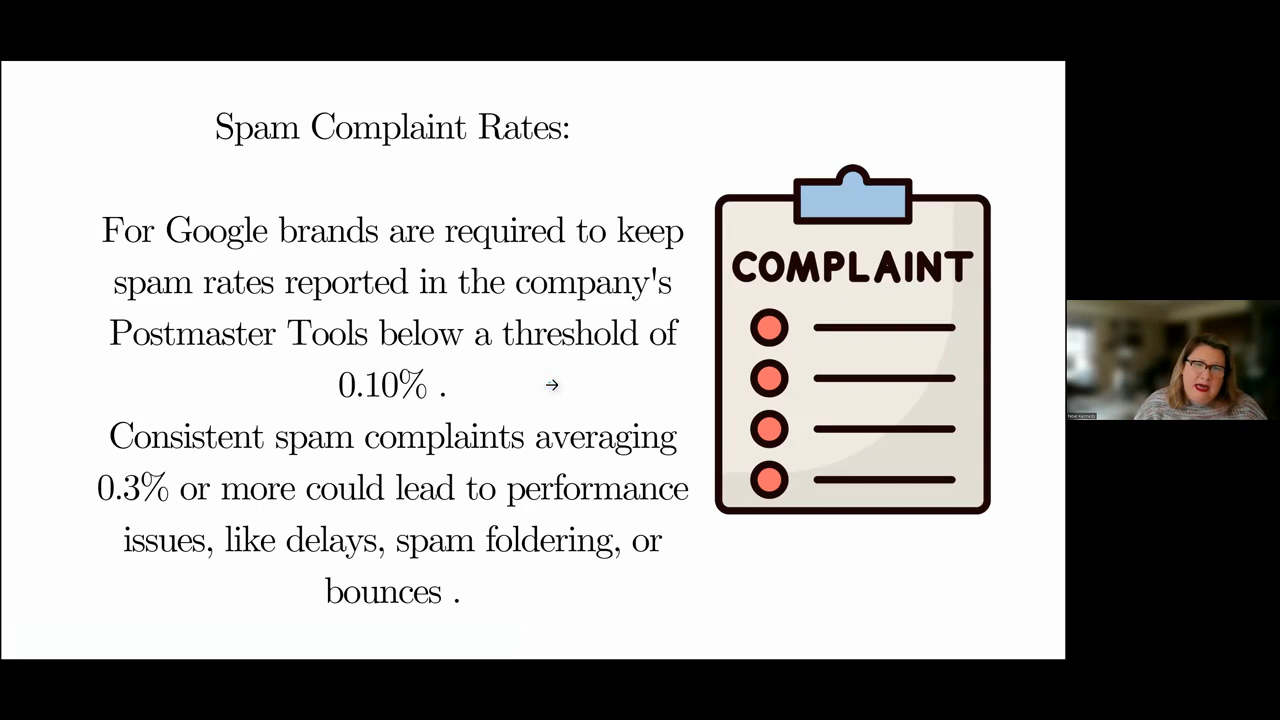 Spam Complaint Rates:
For Google brands are required to keep
spam rates reported in the company's
Postmaster Tools below a threshold of
0.10% .
Consistent spam complaints averaging
0.3% or more could lead to performance
issues, like delays, spam foldering, or
bounces .
COMPLAINT
Noel Kennedy